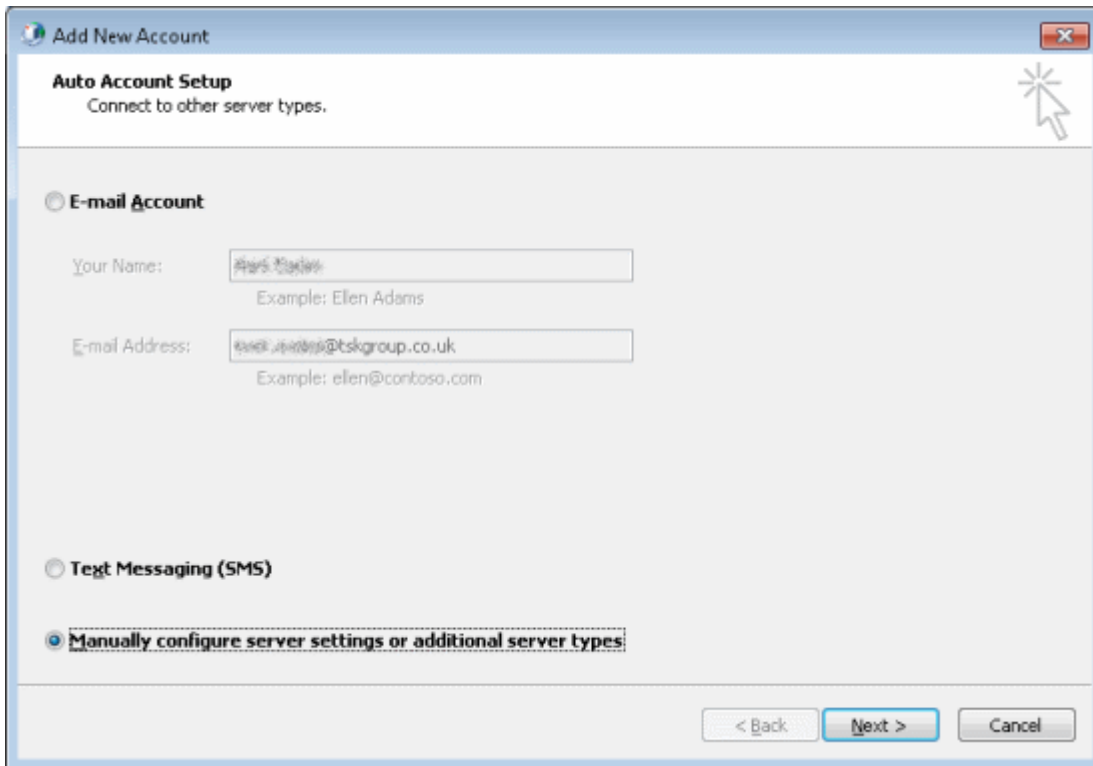 Add New Account
Auto Account Setup
Connect to other server types.
E-mail Account
Your Name:
Example: Ellen Adams
E-mail Address: @tskgroup.co.uk
Example: ellen@contoso.com
Text Messaging (SMS)
Manually configure server settings or additional server types
< Back Next > Cancel